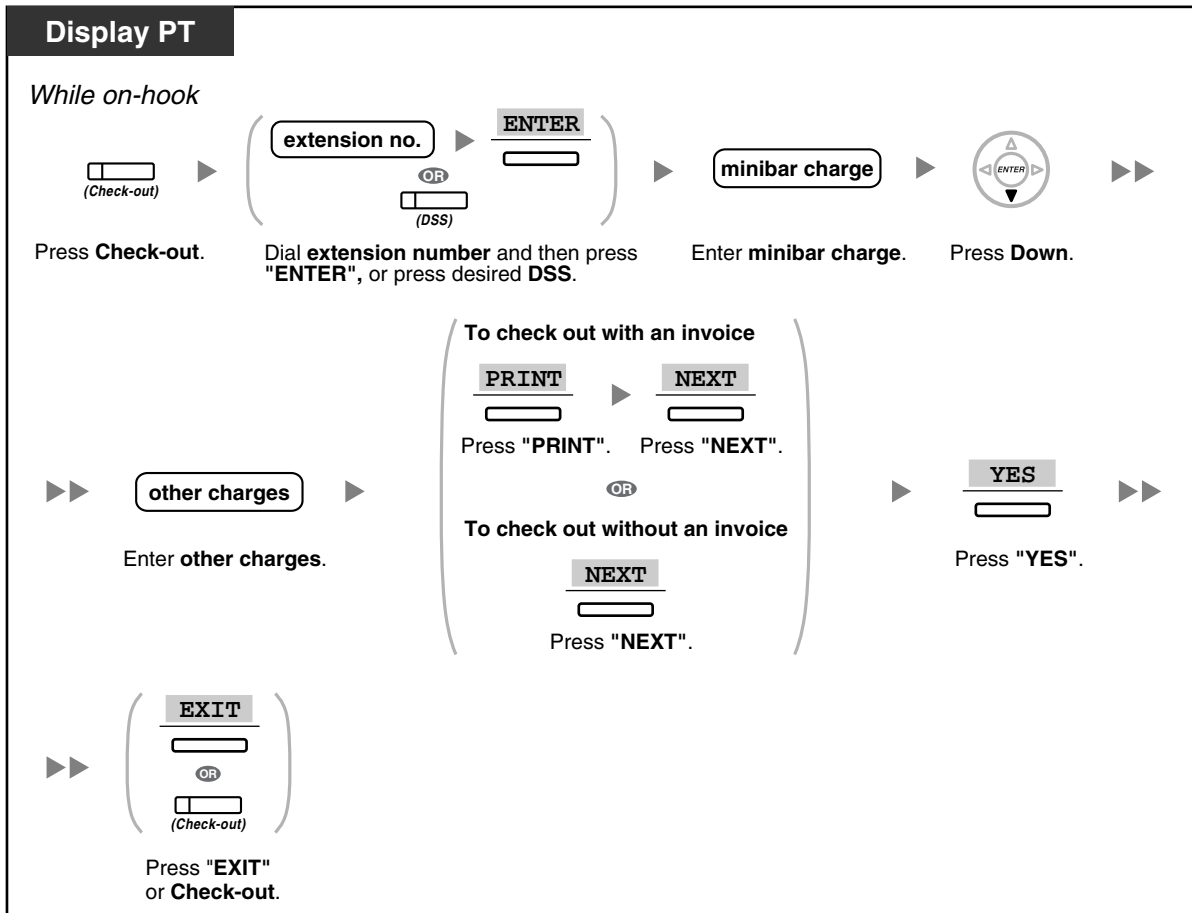 Display PT
While on-hook
(Check-out)
extension no.
ENTER
OR
(DSS)
minibar charge
ENTER
Press Check-out.
Dial extension number and then press
"ENTER", or press desired DSS.
Enter minibar charge.
Press Down.
other charges
Enter other charges.
To check out with an invoice
PRINT
NEXT
Press "PRINT".
Press "NEXT".
OR
To check out without an invoice
NEXT
Press "NEXT".
YES
Press "YES".
EXIT
OR
(Check-out)
Press "EXIT"
or Check-out.